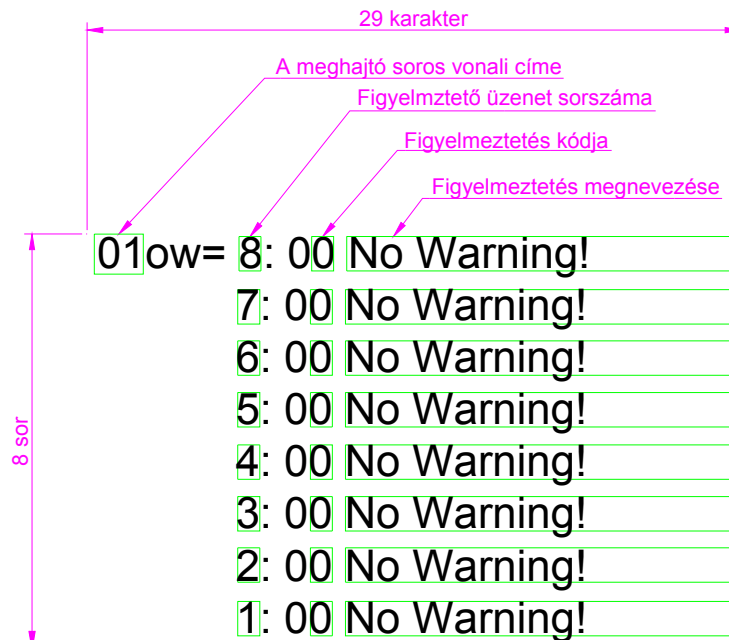 29 karakter
A meghajtó soros vonali címe
Figyelmztető üzenet sorszáma
Figyelmeztetés kódja
Figyelmeztetés megnevezése
01ow= 8: 00 No Warning!
7: 00 No Warning!
6: 00 No Warning!
5: 00 No Warning!
4: 00 No Warning!
3: 00 No Warning!
2: 00 No Warning!
1: 00 No Warning!
8 sor